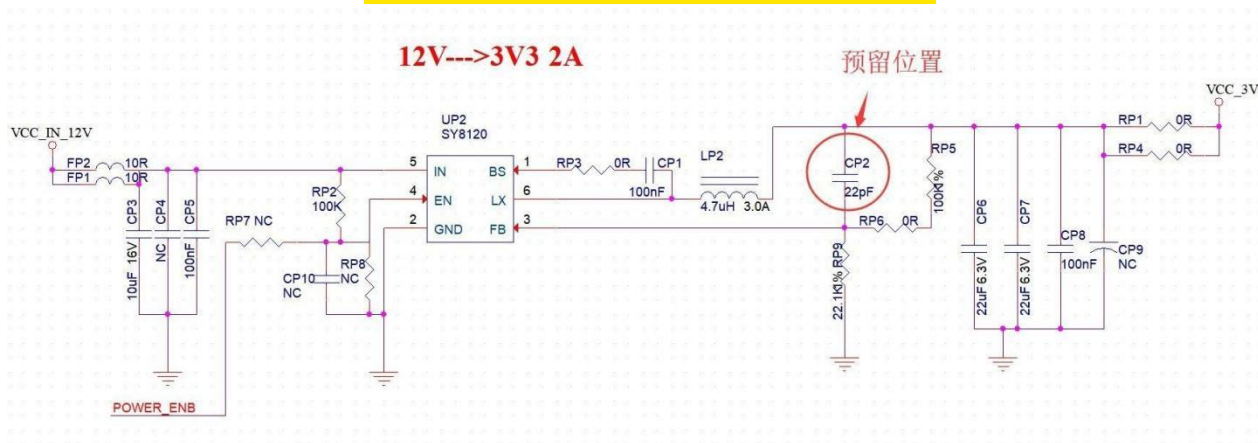 12V--->3V3 2A
预留位置
VCC_IN_12V
FP2 10R
FP1 10R
CP3
10uF 16V
CP4
NC
CP5
100nF
RP7 NC
RP2
100K
CP10
NC
RP8
NC
POWER_ENB
UP2
SY8120
5 IN BS 1
4 EN LX 6
2 GND FB 3
RP3 0R
CP1
100nF
LP2
4.7uH 3.0A
CP2
22pF
RP5
100K1%
RP6 0R
RP9
22.1K1%
CP6
22uF 6.3V
CP7
22uF 6.3V
CP8
100nF
CP9
NC
RP1 0R
RP4 0R
VCC_3V